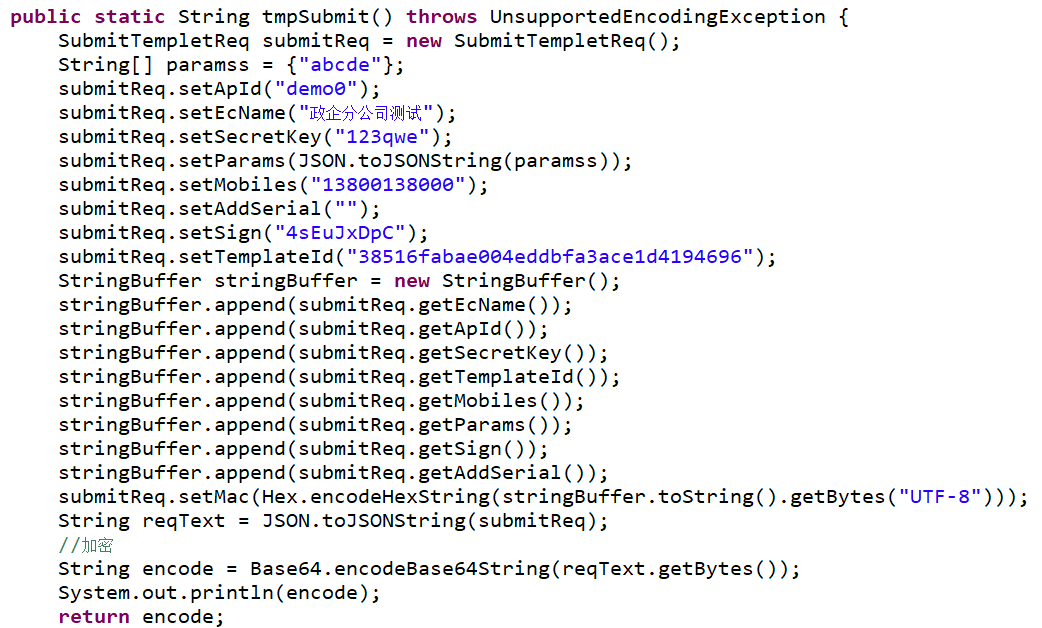 public static String tmpSubmit() throws UnsupportedEncodingException {
    SubmitTempletReq submitReq = new SubmitTempletReq();
    String[] paramss = {"abcde"};
    submitReq.setApId("demo0");
    submitReq.setEcName("政企分公司测试");
    submitReq.setSecretKey("123qwe");
    submitReq.setParams(JSON.toJSONString(paramss));
    submitReq.setMobiles("13800138000");
    submitReq.setAddSerial("");
    submitReq.setSign("4sEuJxDpC");
    submitReq.setTemplateId("38516fabae004eddbfa3ace1d4194696");
    StringBuffer stringBuffer = new StringBuffer();
    stringBuffer.append(submitReq.getEcName());
    stringBuffer.append(submitReq.getApId());
    stringBuffer.append(submitReq.getSecretKey());
    stringBuffer.append(submitReq.getTemplateId());
    stringBuffer.append(submitReq.getMobiles());
    stringBuffer.append(submitReq.getParams());
    stringBuffer.append(submitReq.getSign());
    stringBuffer.append(submitReq.getAddSerial());
    submitReq.setMac(Hex.encodeHexString(stringBuffer.toString().getBytes("UTF-8")));
    String reqText = JSON.toJSONString(submitReq);
    //加密
    String encode = Base64.encodeBase64String(reqText.getBytes());
    System.out.println(encode);
    return encode;